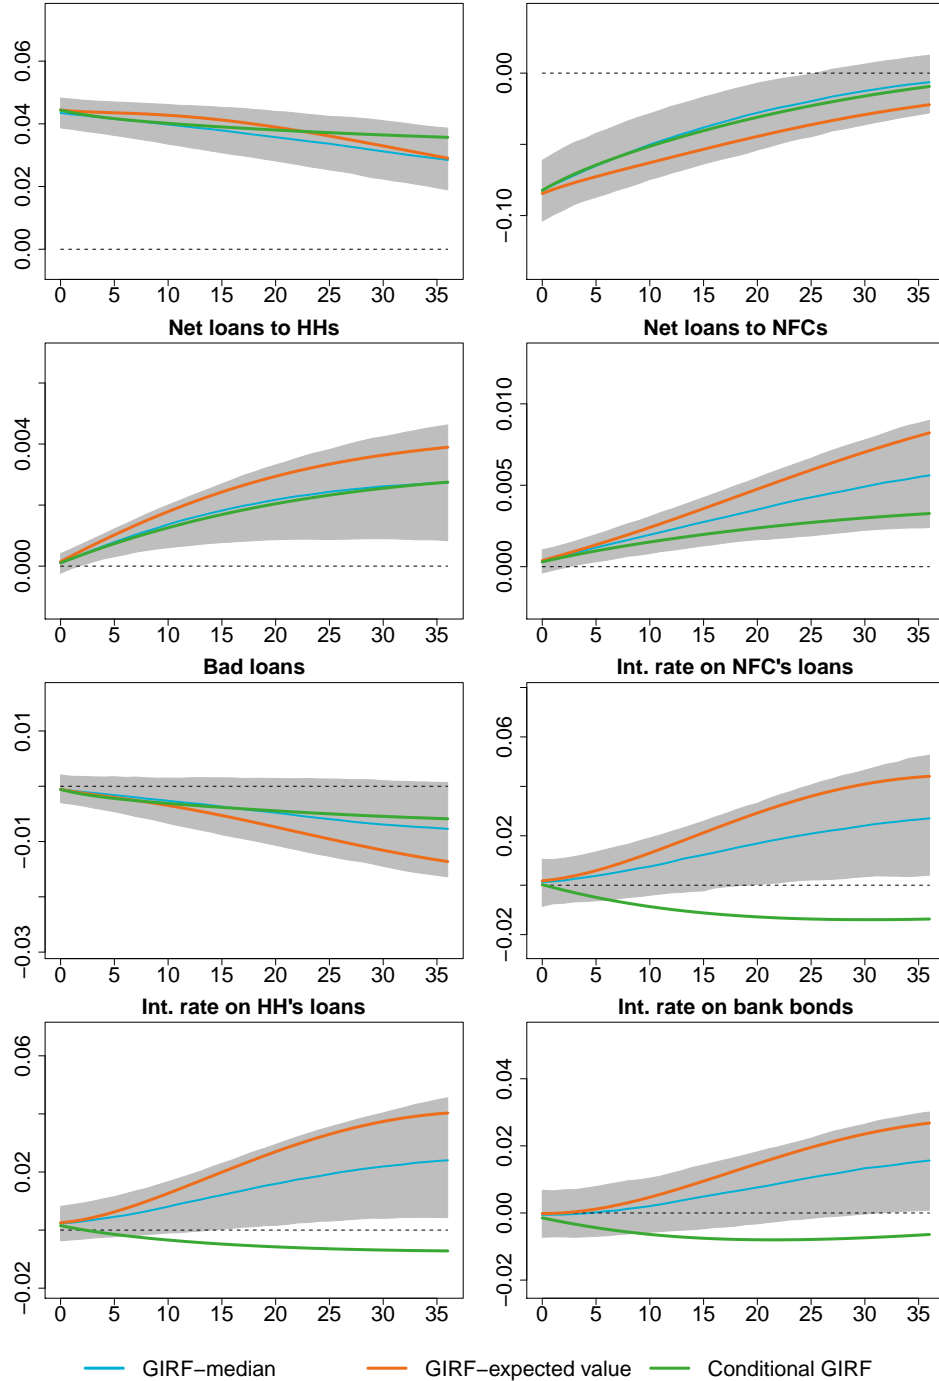 0.00 0.02 0.04 0.06
0 5 10 15 20 25 30 35
−0.10 0.00
0 5 10 15 20 25 30 35
Net loans to HHs
0.000 0.004
0 5 10 15 20 25 30 35
Net loans to NFCs
0.000 0.005 0.010
0 5 10 15 20 25 30 35
Bad loans
−0.03 −0.01 0.01
0 5 10 15 20 25 30 35
Int. rate on NFC's loans
−0.02 0.02 0.06
0 5 10 15 20 25 30 35
Int. rate on HH's loans
−0.02 0.02 0.06
0 5 10 15 20 25 30 35
Int. rate on bank bonds
−0.02 0.00 0.02 0.04
0 5 10 15 20 25 30 35
GIRF−median GIRF−expected value Conditional GIRF